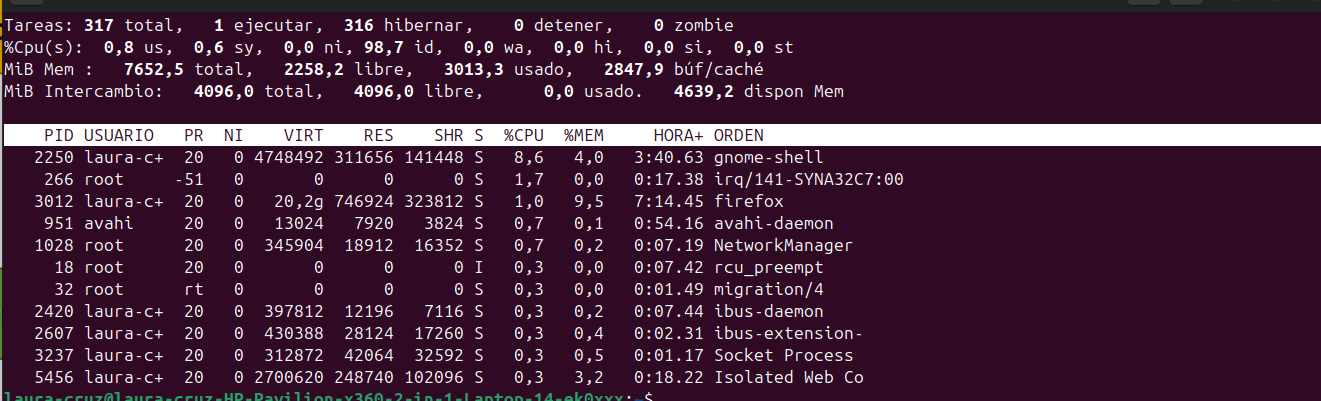 Tareas: 317 total,   1 ejecutar,  316 hibernar,   0 detener,   0 zombie
%Cpu(s):  0,8 us,  0,6 sy,  0,0 ni, 98,7 id,  0,0 wa,  0,0 hi,  0,0 si,  0,0 st
MiB Mem :   7652,5 total,   2258,2 libre,   3013,3 usado,   2847,9 búf/caché
MiB Intercambio:   4096,0 total,   4096,0 libre,      0,0 usado.   4639,2 dispon Mem
PID USUARIO   PR  NI    VIRT    RES    SHR S  %CPU  %MEM     HORA+ ORDEN
2250 laura-c+  20   0 4748492 311656 141448 S   8,6   4,0   3:40.63 gnome-shell
266 root     -51   0       0      0      0 S   1,7   0,0   0:17.38 irq/141-SYNA32C7:00
3012 laura-c+  20   0   20,2g 746924 323812 S   1,0   9,5   7:14.45 firefox
951 avahi     20   0   13024   7920   3824 S   0,7   0,1   0:54.16 avahi-daemon
1028 root      20   0  345904  18912  16352 S   0,7   0,2   0:07.19 NetworkManager
18 root      20   0       0      0      0 I   0,3   0,0   0:07.42 rcu_preempt
32 root      rt   0       0      0      0 S   0,3   0,0   0:01.49 migration/4
2420 laura-c+  20   0  397812  12196   7116 S   0,3   0,2   0:07.44 ibus-daemon
2607 laura-c+  20   0  430388  28124  17260 S   0,3   0,4   0:02.31 ibus-extension-
3237 laura-c+  20   0  312872  42064  32592 S   0,3   0,5   0:01.17 Socket Process
5456 laura-c+  20   0 2700620 248740 102096 S   0,3   3,2   0:18.22 Isolated Web Co
laura-cruz@laura-cruz-HP-Pavilion-x360-2-in-1-Laptop-14-ek0xxx:~$